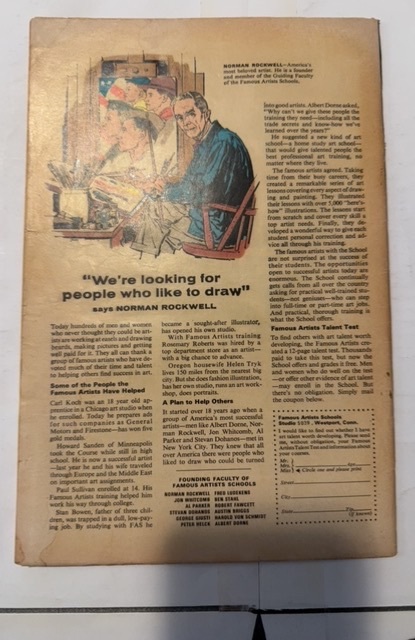 NORMAN ROCKWELL—America's
most beloved artist. He is a founder
and member of the Guiding Faculty
of the Famous Artists Schools.
"We're looking for
people who like to draw"
says NORMAN ROCKWELL
Today hundreds of men and women
who never thought they could be art-
ists are working at easels and drawing
boards, making pictures and getting
well paid for it. They all can thank a
group of famous artists who have de-
voted much of their time and talent
to helping others find success in art.
Some of the People the
Famous Artists Have Helped
Carl Kock was an 18 year old ap-
prentice in a Chicago art studio when
he enrolled. Today he prepares ads
for such companies as General
Motors and Firestone—has won five
gold medals.
Howard Sanden of Minneapolis
took the Course while still in high
school. He is now a successful artist
—last year he and his wife traveled
through Europe and the Middle East
on important art assignments.
Paul Sullivan enrolled at 14. His
Famous Artists training helped him
work his way through college.
Stan Bowen, father of three chil-
dren, was trapped in a dull, low-pay-
ing job. By studying with FAS he
became a sought-after illustrator,
has opened his own studio.
With Famous Artists training
Rosemary Roberts was hired by a
top department store as an artist—
with a big chance to advance.
Oregon housewife Helen Tryk
lives 150 miles from the nearest big
city. But she does fashion illustration,
has her own studio, runs an art work-
shop, does portraits.
A Plan to Help Others
It started over 18 years ago when a
group of America's most successful
artists—men like Albert Dorne, Nor-
man Rockwell, Jon Whitcomb, Al
Parker and Stevan Dohanos—met in
New York City. They knew that all
over America there were people who
liked to draw who could be turned
FOUNDING FACULTY OF
FAMOUS ARTISTS SCHOOLS
NORMAN ROCKWELL FRED LUDEKENS
JON WHITCOMB BEN STAHL
AL PARKER ROBERT FAWCETT
STEVAN DOHANOS AUSTIN BRIGGS
GEORGE GIUSTI HAROLD VON SCHMIDT
PETER HELCK ALBERT DORNE
into good artists. Albert Dorne asked,
"Why can't we give these people the
training they need—including all the
trade secrets and know-how we've
learned over the years?"
He suggested a new kind of art
school—a home study art school—
that would give talented people the
best professional art training, no
matter where they live.
The famous artists agreed. Taking
time from their busy careers, they
created a remarkable series of art
lessons covering every aspect of draw-
ing and painting. They illustrated
their lessons with over 5,000 "here's-
how" illustrations. The lessons start
from scratch and cover every skill a
top artist needs. Finally, they de-
veloped a wonderful way to give each
student personal correction and ad-
vice all through his training.
The famous artists with the School
are not surprised at the success of
their students. The opportunities
open to successful artists today are
enormous. The School continually
gets calls from all over the country
asking for practical well-trained stu-
dents—not geniuses—who can step
into full-time or part-time art jobs.
And practical, thorough training is
what the School offers.
Famous Artists Talent Test
To find others with art talent worth
developing, the Famous Artists cre-
ated a 12-page talent test. Thousands
paid to take this test, but now the
School offers and grades it free. Men
and women who do well on the test
—or offer other evidence of art talent
—may enroll in the School. But
there's no obligation. Simply mail
the coupon below.
Famous Artists Schools
Studio Westport, Conn.
I would like to find out whether I have
art talent worth developing. Please send
me, without obligation, your Famous
Artists Talent Test and information about
your courses.
Mr.
Mrs.
Miss Circle one and please print
Street
City
State